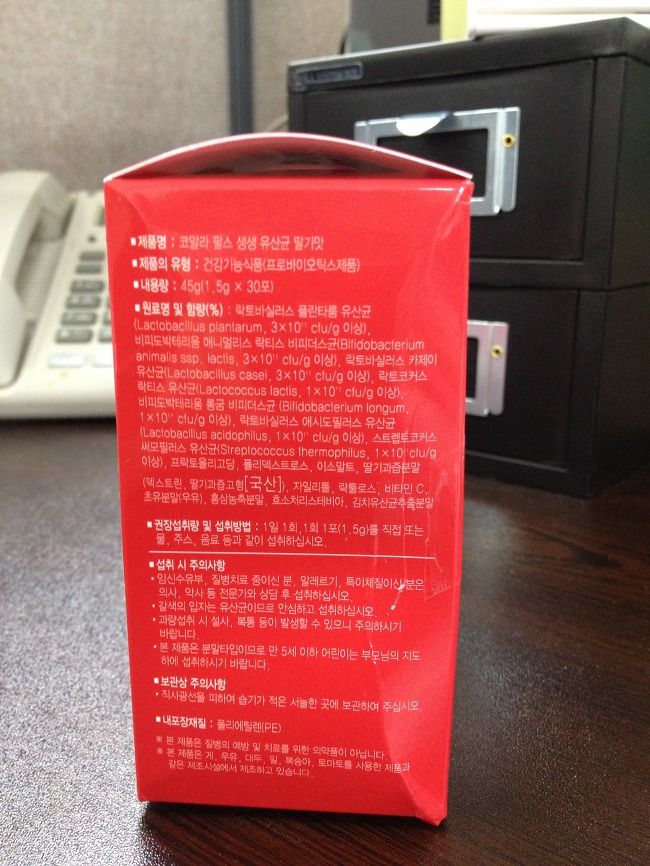 ■ 제품명 : 코알라 팔스 생생 유산균 딸기맛
■ 제품의 유형 : 건강기능식품(프로바이오틱스제품)
■ 내용량 : 45g(1.5g × 30포)
■ 원료명 및 함량(%) : 락토바실러스 플란타룸 유산균
(Lactobacillus plantarum, 3×10¹¹ cfu/g 이상),
비피도박테리움 애니멀리스 락티스 비피더스균(Bifidobacterium
animalis ssp. lactis, 3×10¹¹ cfu/g 이상), 락토바실러스 카제이
유산균(Lactobacillus casei, 3×10¹¹ cfu/g 이상), 락토코커스
락티스 유산균(Lactococcus lactis, 1×10¹¹ cfu/g 이상),
비피도박테리움 롱굼 비피더스균 (Bifidobacterium longum,
1×10¹¹ cfu/g 이상), 락토바실러스 애시도필러스 유산균
(Lactobacillus acidophilus, 1×10¹¹ cfu/g 이상), 스트렙토코커스
써모필러스 유산균(Streptococcus thermophilus, 1×10¹¹ cfu/g
이상), 프락토올리고당, 폴리덱스트로스, 이소말트, 딸기과즙분말
(덱스트린, 딸기과즙고형[국산]), 자일리톨, 락툴로스, 비타민 C,
초유분말(우유), 홍삼농축분말, 효소처리스테비아, 김치유산균추출분말
■ 권장섭취량 및 섭취방법 : 1일 1회,1회 1포(1.5g)를 직접 또는
물, 주스, 음료 등과 같이 섭취하십시오.
■ 섭취 시 주의사항
• 임신수유부, 질병치료 중이신 분, 알레르기, 특이체질이신 분은
의사, 약사 등 전문가와 상담 후 섭취하십시오.
• 갈색의 입자는 유산균이므로 안심하고 섭취하십시오.
• 과량섭취 시 설사, 복통 등이 발생할 수 있으니 주의하시기
바랍니다.
• 본 제품은 분말타입이므로 만 5세 이하 어린이는 부모님의 지도
하에 섭취하시기 바랍니다.
■ 보관상 주의사항
• 직사광선을 피하여 습기가 적은 서늘한 곳에 보관하여 주십시오.
■ 내포장재질 : 폴리에틸렌(PE)
※ 본 제품은 질병의 예방 및 치료를 위한 의약품이 아닙니다.
※ 본 제품은 게, 우유, 대두, 밀, 복숭아, 토마토를 사용한 제품과
같은 제조시설에서 제조하고 있습니다.